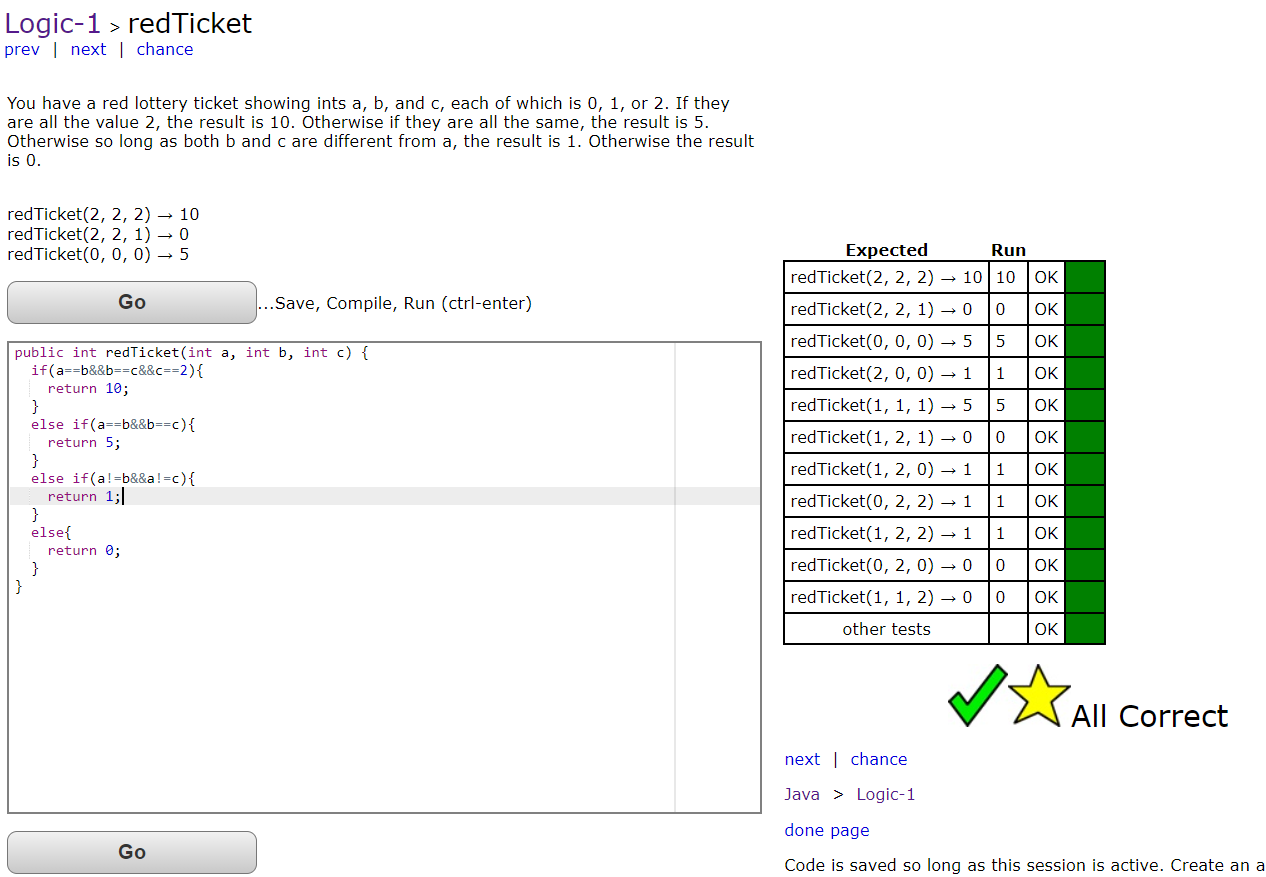 Logic-1 > redTicket
prev | next | chance
You have a red lottery ticket showing ints a, b, and c, each of which is 0, 1, or 2. If they
are all the value 2, the result is 10. Otherwise if they are all the same, the result is 5.
Otherwise so long as both b and c are different from a, the result is 1. Otherwise the result
is 0.
redTicket(2, 2, 2) → 10
redTicket(2, 2, 1) → 0
redTicket(0, 0, 0) → 5
Go
...Save, Compile, Run (ctrl-enter)
public int redTicket(int a, int b, int c) {
  if(a==b&&b==c&&c==2){
    return 10;
  }
  else if(a==b&&b==c){
    return 5;
  }
  else if(a!=b&&a!=c){
    return 1;
  }
  else{
    return 0;
  }
}
Go
Expected Run
redTicket(2, 2, 2) → 10 10 OK
redTicket(2, 2, 1) → 0 0 OK
redTicket(0, 0, 0) → 5 5 OK
redTicket(2, 0, 0) → 1 1 OK
redTicket(1, 1, 1) → 5 5 OK
redTicket(1, 2, 1) → 0 0 OK
redTicket(1, 2, 0) → 1 1 OK
redTicket(0, 2, 2) → 1 1 OK
redTicket(1, 2, 2) → 1 1 OK
redTicket(0, 2, 0) → 0 0 OK
redTicket(1, 1, 2) → 0 0 OK
other tests OK
All Correct
next | chance
Java > Logic-1
done page
Code is saved so long as this session is active. Create an a